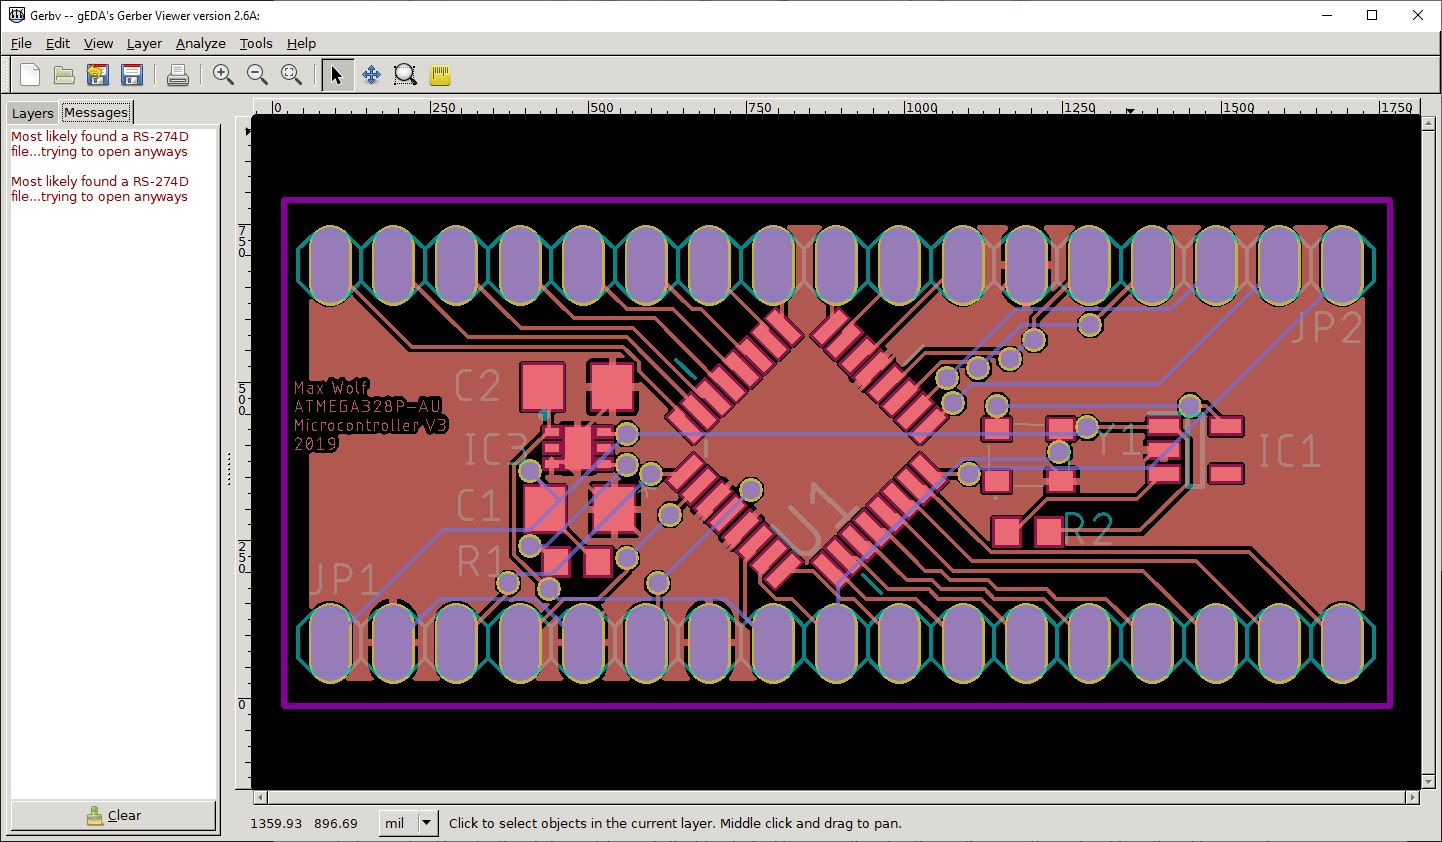 Gerbv -- gEDA's Gerber Viewer version 2.6A:
File Edit View Layer Analyze Tools Help
Layers Messages
Most likely found a RS-274D
file...trying to open anyways
Most likely found a RS-274D
file...trying to open anyways
Clear
0 250 500 750 1000 1250 1500 1750
750
500
250
0
JP2
C2
Max Wolf
ATMEGA328P-AU
Microcontroller V3
2019
IC3
Y1
IC1
C1
U1
R2
R1
JP1
1359.93 896.69 mil Click to select objects in the current layer. Middle click and drag to pan.